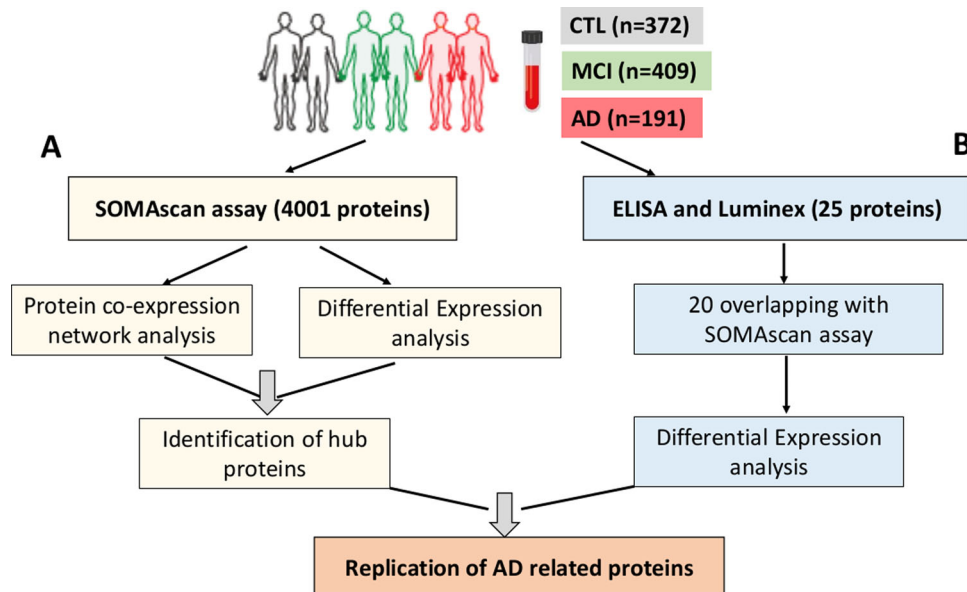 CTL (n=372)
MCI (n=409)
AD (n=191)
A
B
SOMAscan assay (4001 proteins)
ELISA and Luminex (25 proteins)
Protein co-expression
network analysis
Differential Expression
analysis
20 overlapping with
SOMAscan assay
Identification of hub
proteins
Differential Expression
analysis
Replication of AD related proteins